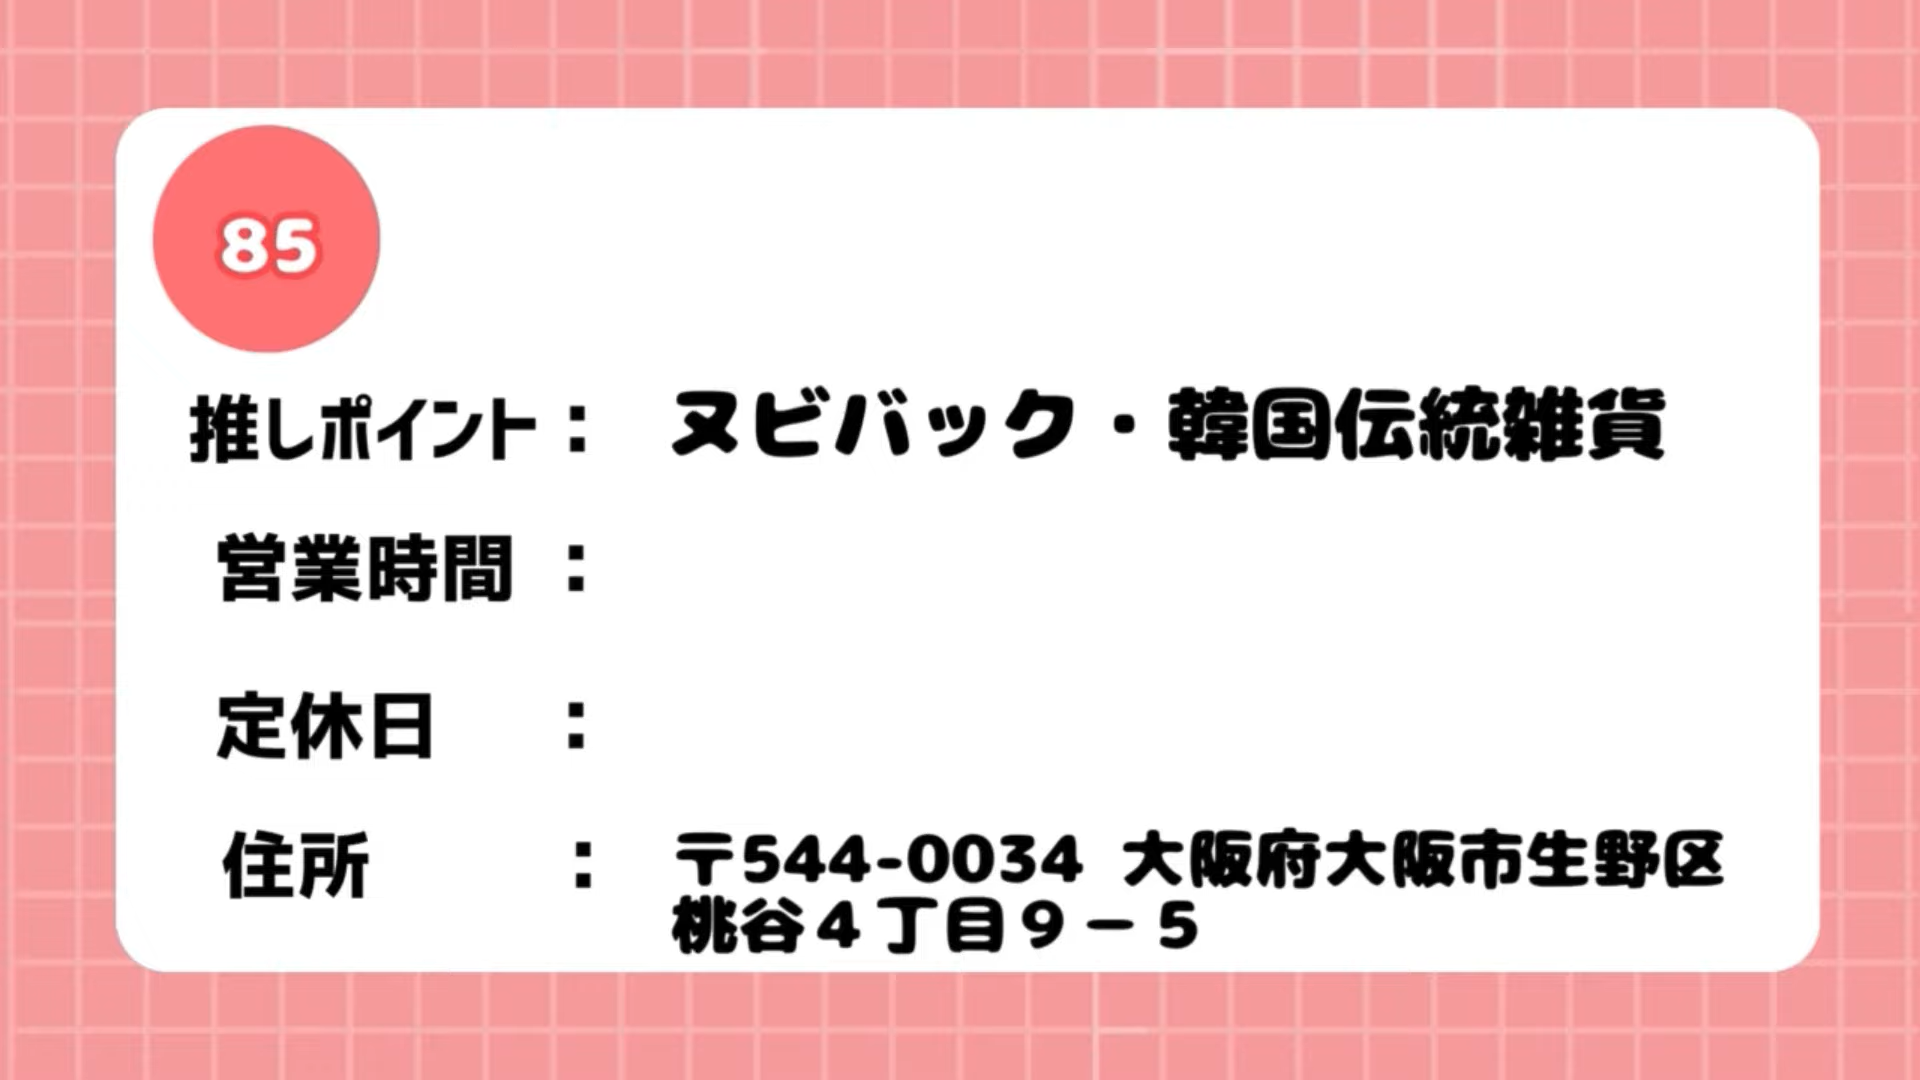 85
推しポイント： ヌビバック・韓国伝統雑貨
営業時間：
定休日：
住所： 〒544-0034 大阪府大阪市生野区
桃谷４丁目９－５